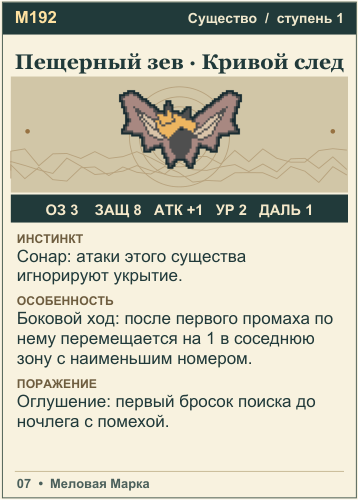 M192
Существо / ступень 1
Пещерный зев · Кривой след
ОЗ 3 ЗАЩ 8 АТК +1 УР 2 ДАЛЬ 1
ИНСТИНКТ
Сонар: атаки этого существа
игнорируют укрытие.
ОСОБЕННОСТЬ
Боковой ход: после первого промаха по
нему перемещается на 1 в соседнюю
зону с наименьшим номером.
ПОРАЖЕНИЕ
Оглушение: первый бросок поиска до
ночлега с помехой.
07 • Меловая Марка